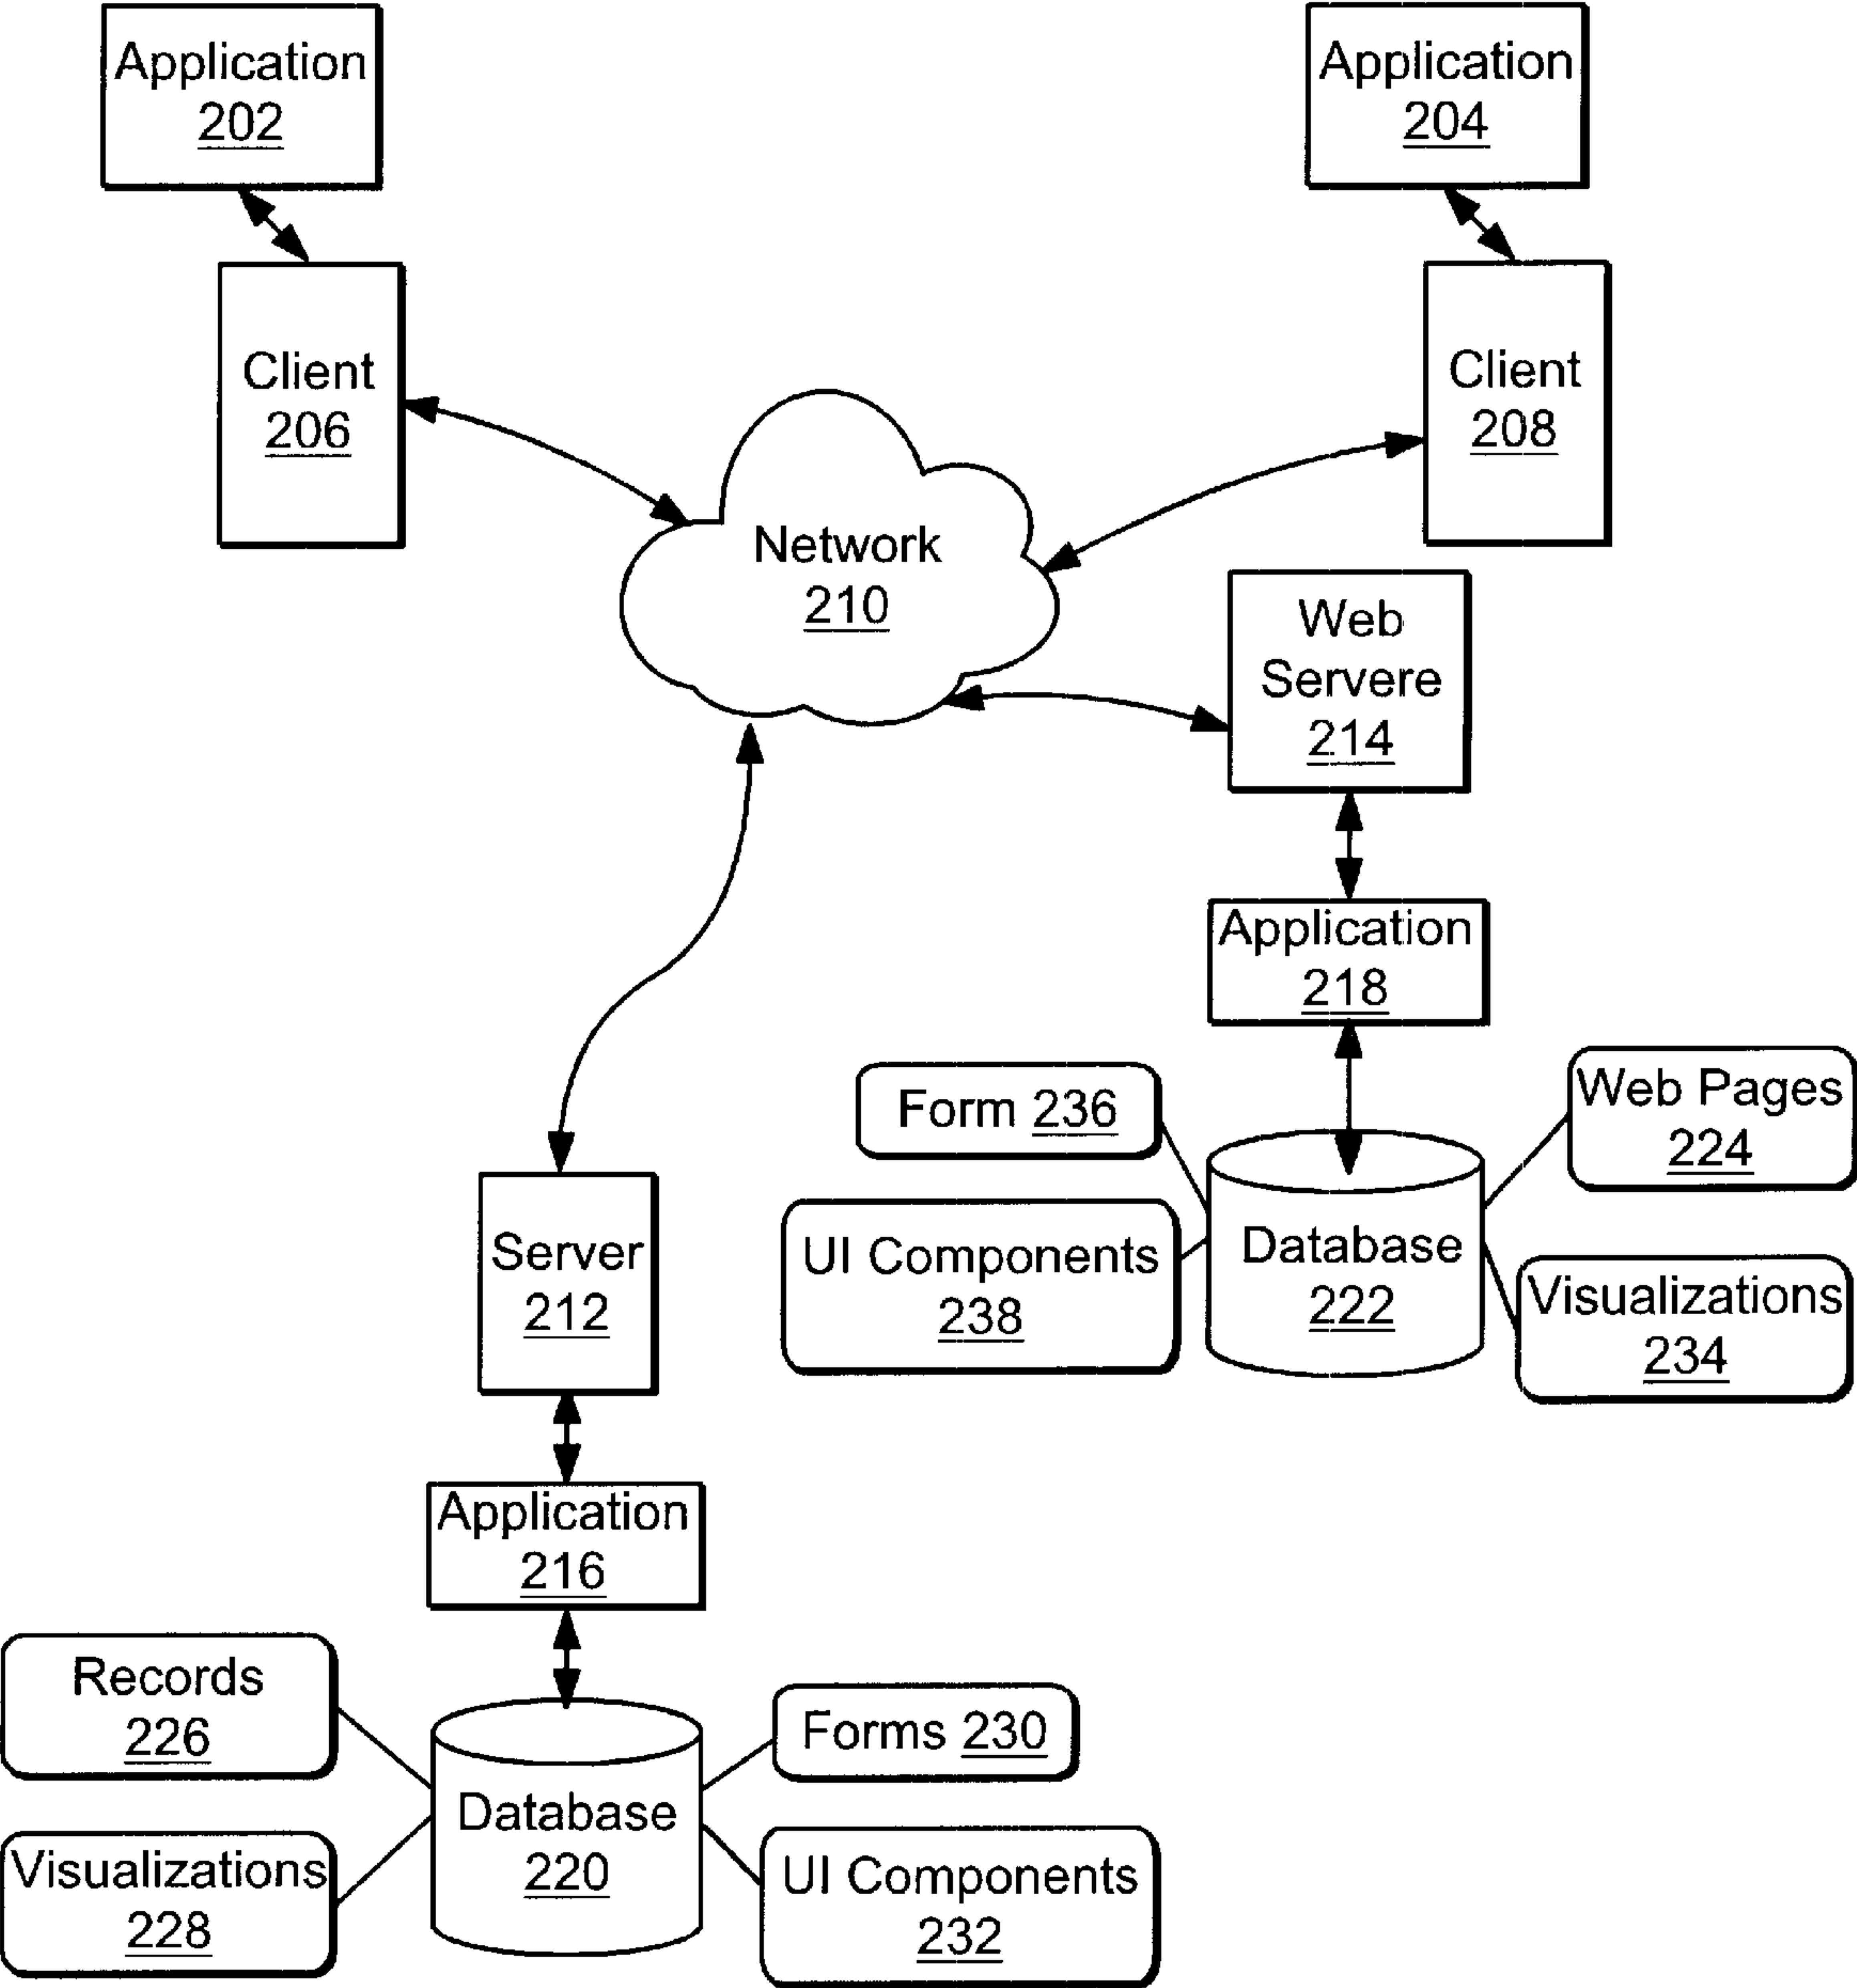 Application
202
Application
204
Client
206
Client
208
Network
210
Web
Servere
214
Application
218
Form 236
Web Pages
224
UI Components
238
Database
222
Visualizations
234
Server
212
Application
216
Records
226
Forms 230
Database
220
Visualizations
228
UI Components
232